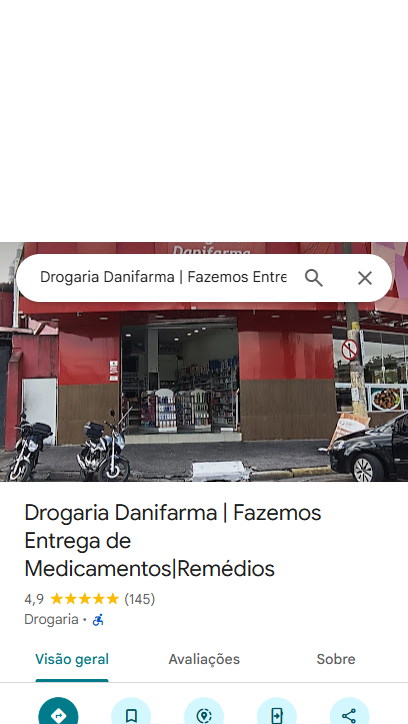 Danifarma
Drogaria Danifarma | Fazemos Entre
Drogaria Danifarma | Fazemos
Entrega de
Medicamentos|Remédios
4,9 (145)
Drogaria ·
Visão geral Avaliações Sobre